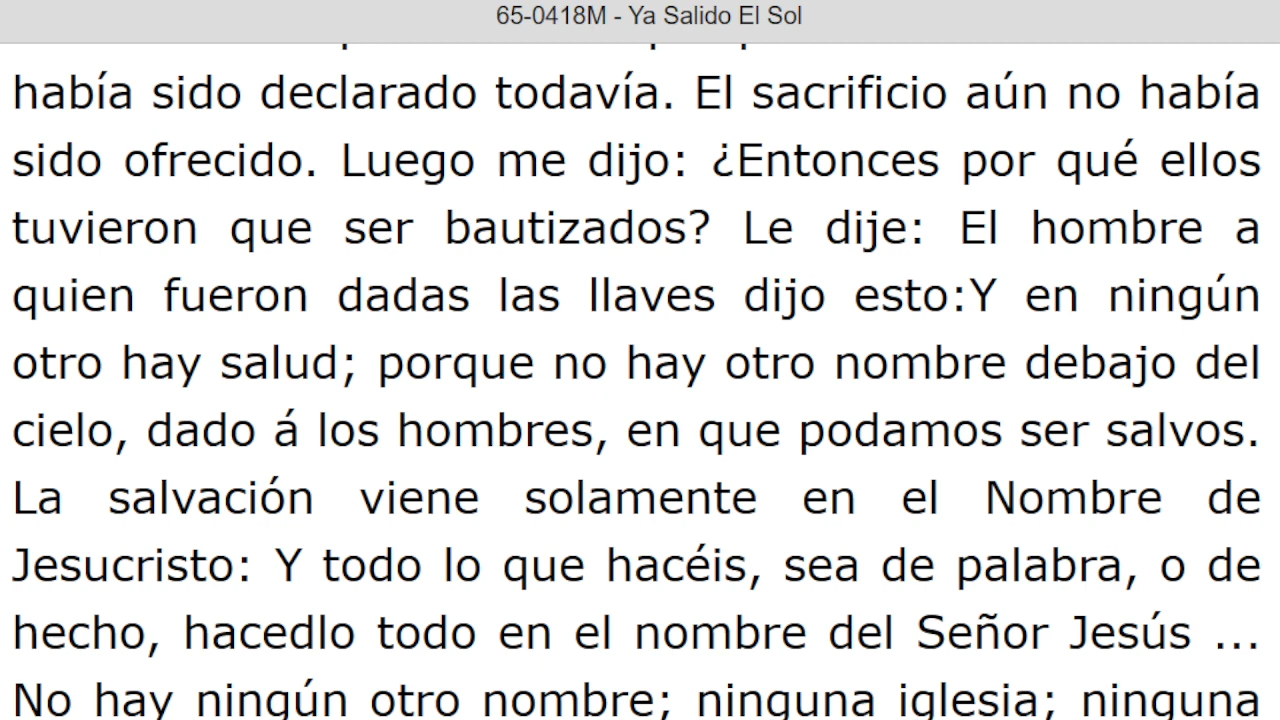 65-0418M - Ya Salido El Sol
había sido declarado todavía. El sacrificio aún no había
sido ofrecido. Luego me dijo: ¿Entonces por qué ellos
tuvieron que ser bautizados? Le dije: El hombre a
quien fueron dadas las llaves dijo esto:Y en ningún
otro hay salud; porque no hay otro nombre debajo del
cielo, dado á los hombres, en que podamos ser salvos.
La salvación viene solamente en el Nombre de
Jesucristo: Y todo lo que hacéis, sea de palabra, o de
hecho, hacedlo todo en el nombre del Señor Jesús ...
No hay ningún otro nombre; ninguna iglesia; ninguna